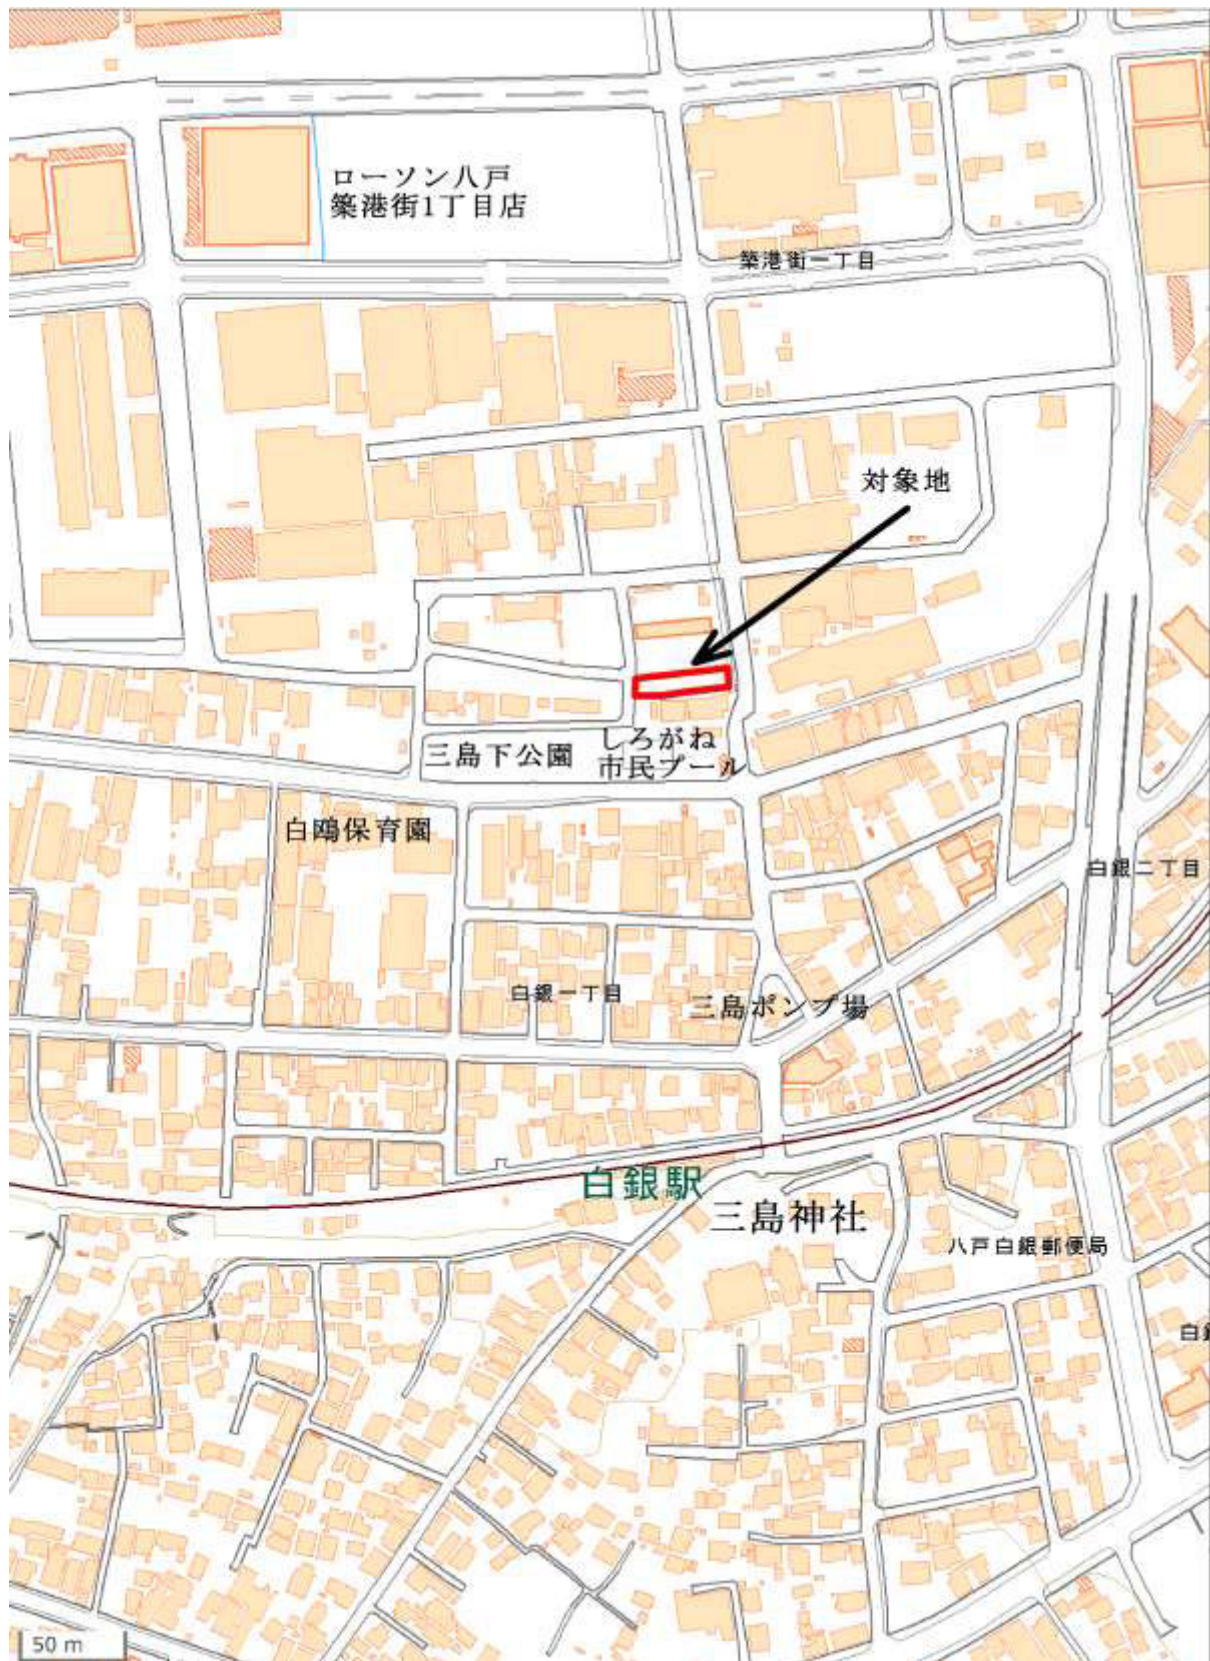 ローソン八戸
築港街1丁目店
築港街一丁目
対象地
しろがね
市民プール
三島下公園
白鴎保育園
白銀二丁目
白銀一丁目
三島ポンプ場
白銀駅
三島神社
八戸白銀郵便局
白銀
50 m